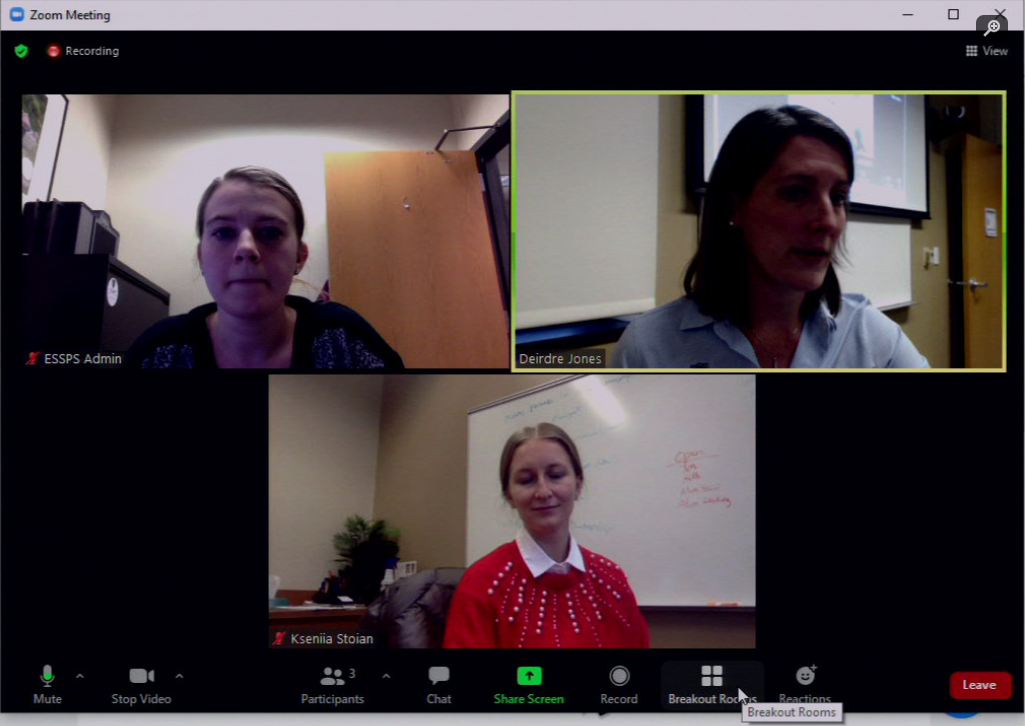 Zoom Meeting
Recording
View
ESSPS Admin
Deirdre Jones
Open
Kseniia Stoian
3
Mute
Stop Video
Participants
Chat
Share Screen
Record
Breakout Rooms
Reactions
Leave
Breakout Rooms